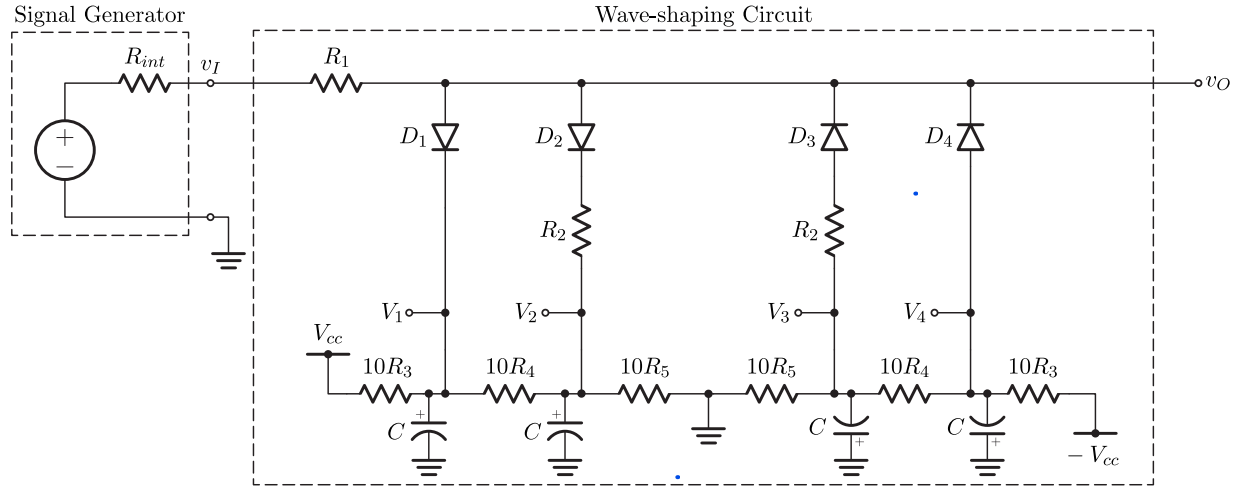 Signal Generator
Wave-shaping Circuit
R_int
v_I
R_1
v_O
+
−
D_1
D_2
D_3
D_4
R_2
R_2
V_1
V_2
V_3
V_4
V_cc
10R_3
10R_4
10R_5
10R_5
10R_4
10R_3
+
C
+
C
C
+
C
+
− V_cc